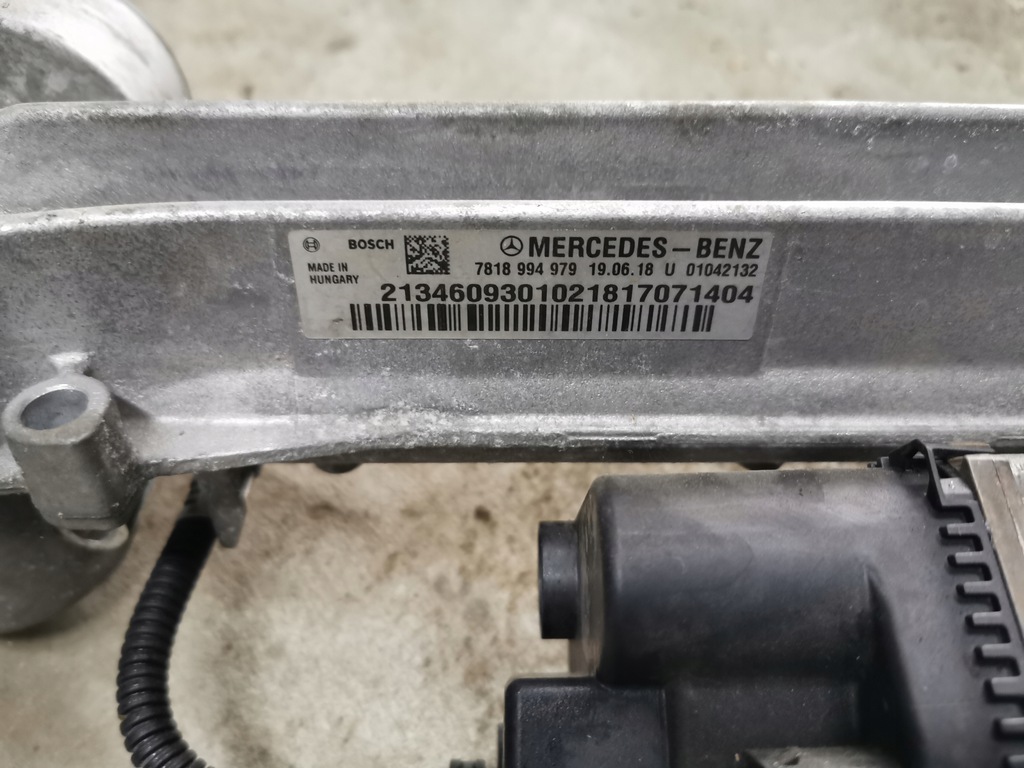 BOSCH MERCEDES-BENZ
MADE IN HUNGARY
7818 994 979 19.06.18 U 01042132
2134609301021817071404